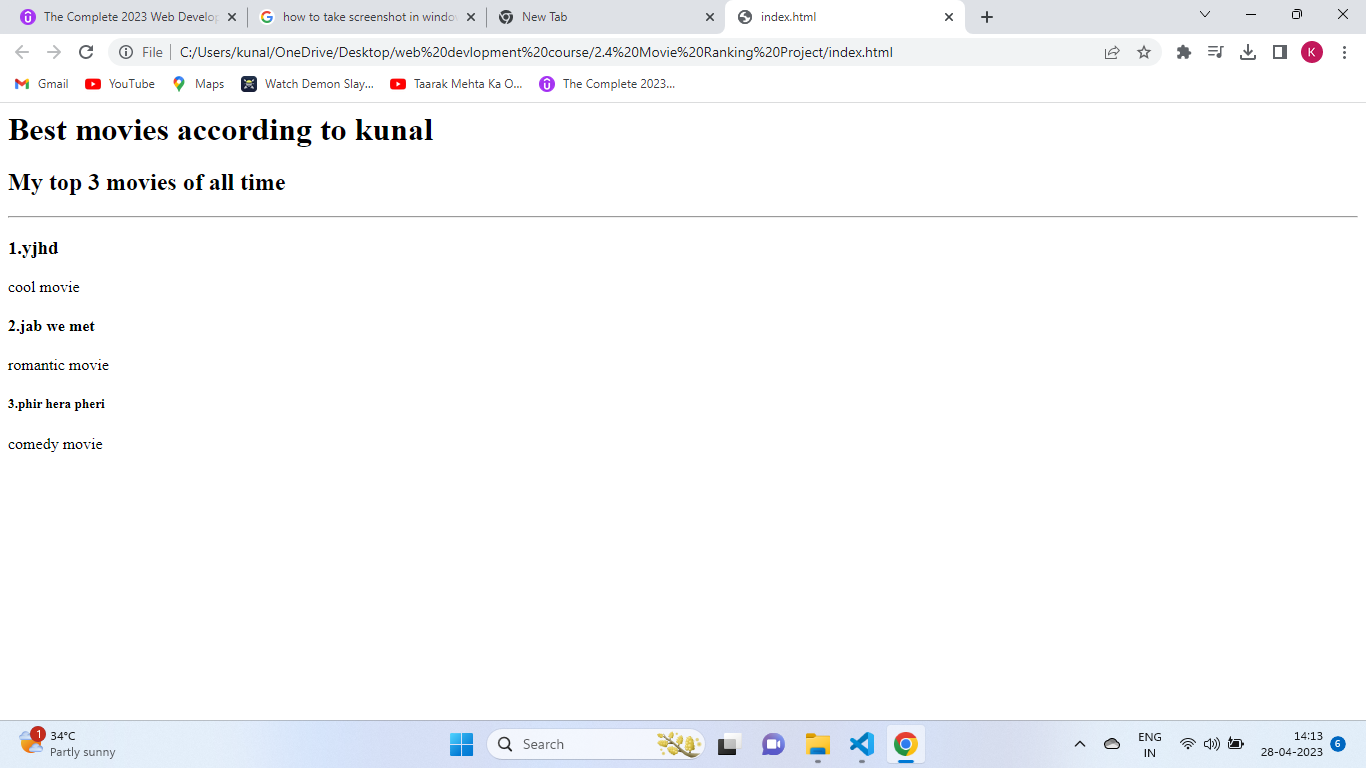 The Complete 2023 Web Develop
how to take screenshot in windo
New Tab
index.html
File
C:/Users/kunal/OneDrive/Desktop/web%20devlopment%20course/2.4%20Movie%20Ranking%20Project/index.html
K
Gmail
YouTube
Maps
Watch Demon Slay...
Taarak Mehta Ka O...
The Complete 2023...
Best movies according to kunal
My top 3 movies of all time
1.yjhd
cool movie
2.jab we met
romantic movie
3.phir hera pheri
comedy movie
1
34°C
Partly sunny
Search
ENG
IN
14:13
28-04-2023
6